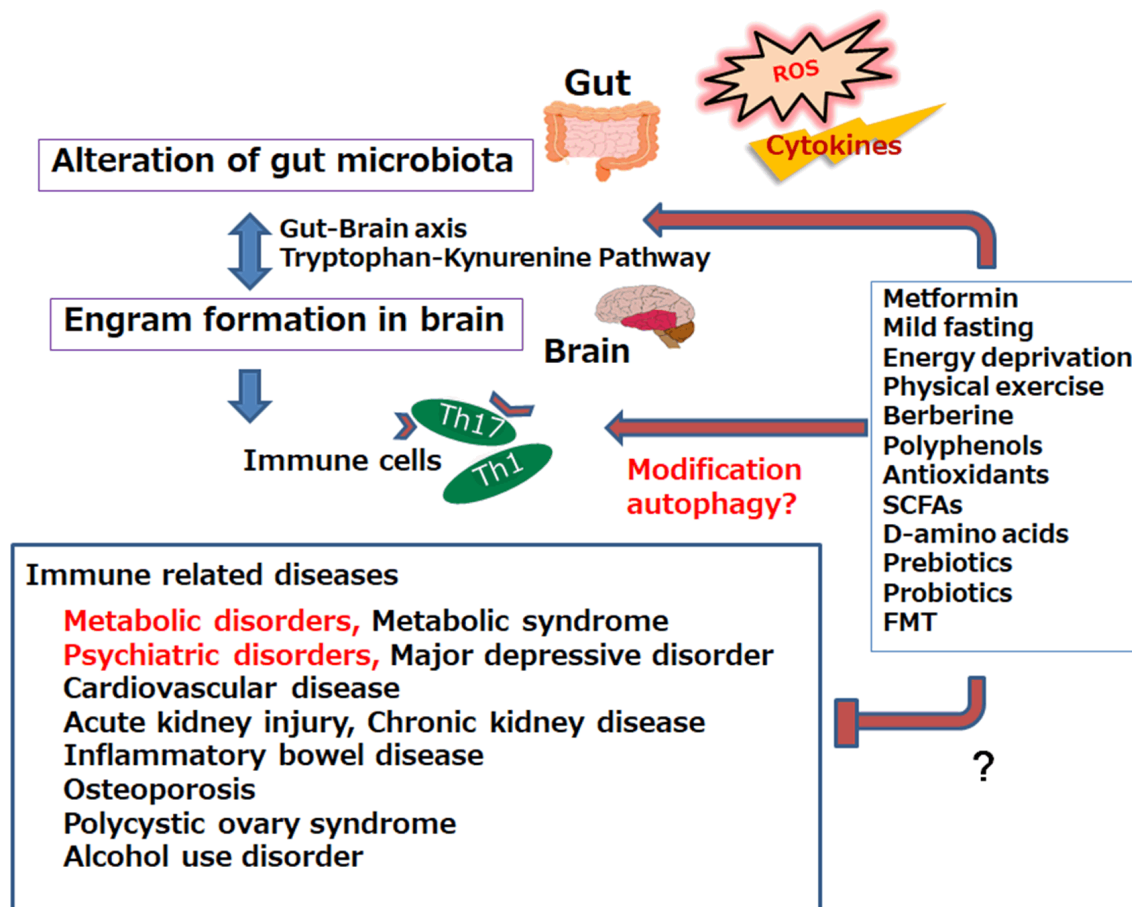 Gut
ROS
Cytokines
Alteration of gut microbiota
Gut-Brain axis
Tryptophan-Kynurenine Pathway
Engram formation in brain
Brain
Immune cells
Th17
Th1
Modification
autophagy?
Metformin
Mild fasting
Energy deprivation
Physical exercise
Berberine
Polyphenols
Antioxidants
SCFAs
D-amino acids
Prebiotics
Probiotics
FMT
?
Immune related diseases
Metabolic disorders, Metabolic syndrome
Psychiatric disorders, Major depressive disorder
Cardiovascular disease
Acute kidney injury, Chronic kidney disease
Inflammatory bowel disease
Osteoporosis
Polycystic ovary syndrome
Alcohol use disorder